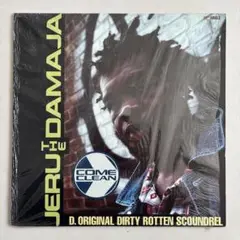 JERU THE DAMAJA
COME
CLEAN
D. ORIGINAL DIRTY ROTTEN SCOUNDREL